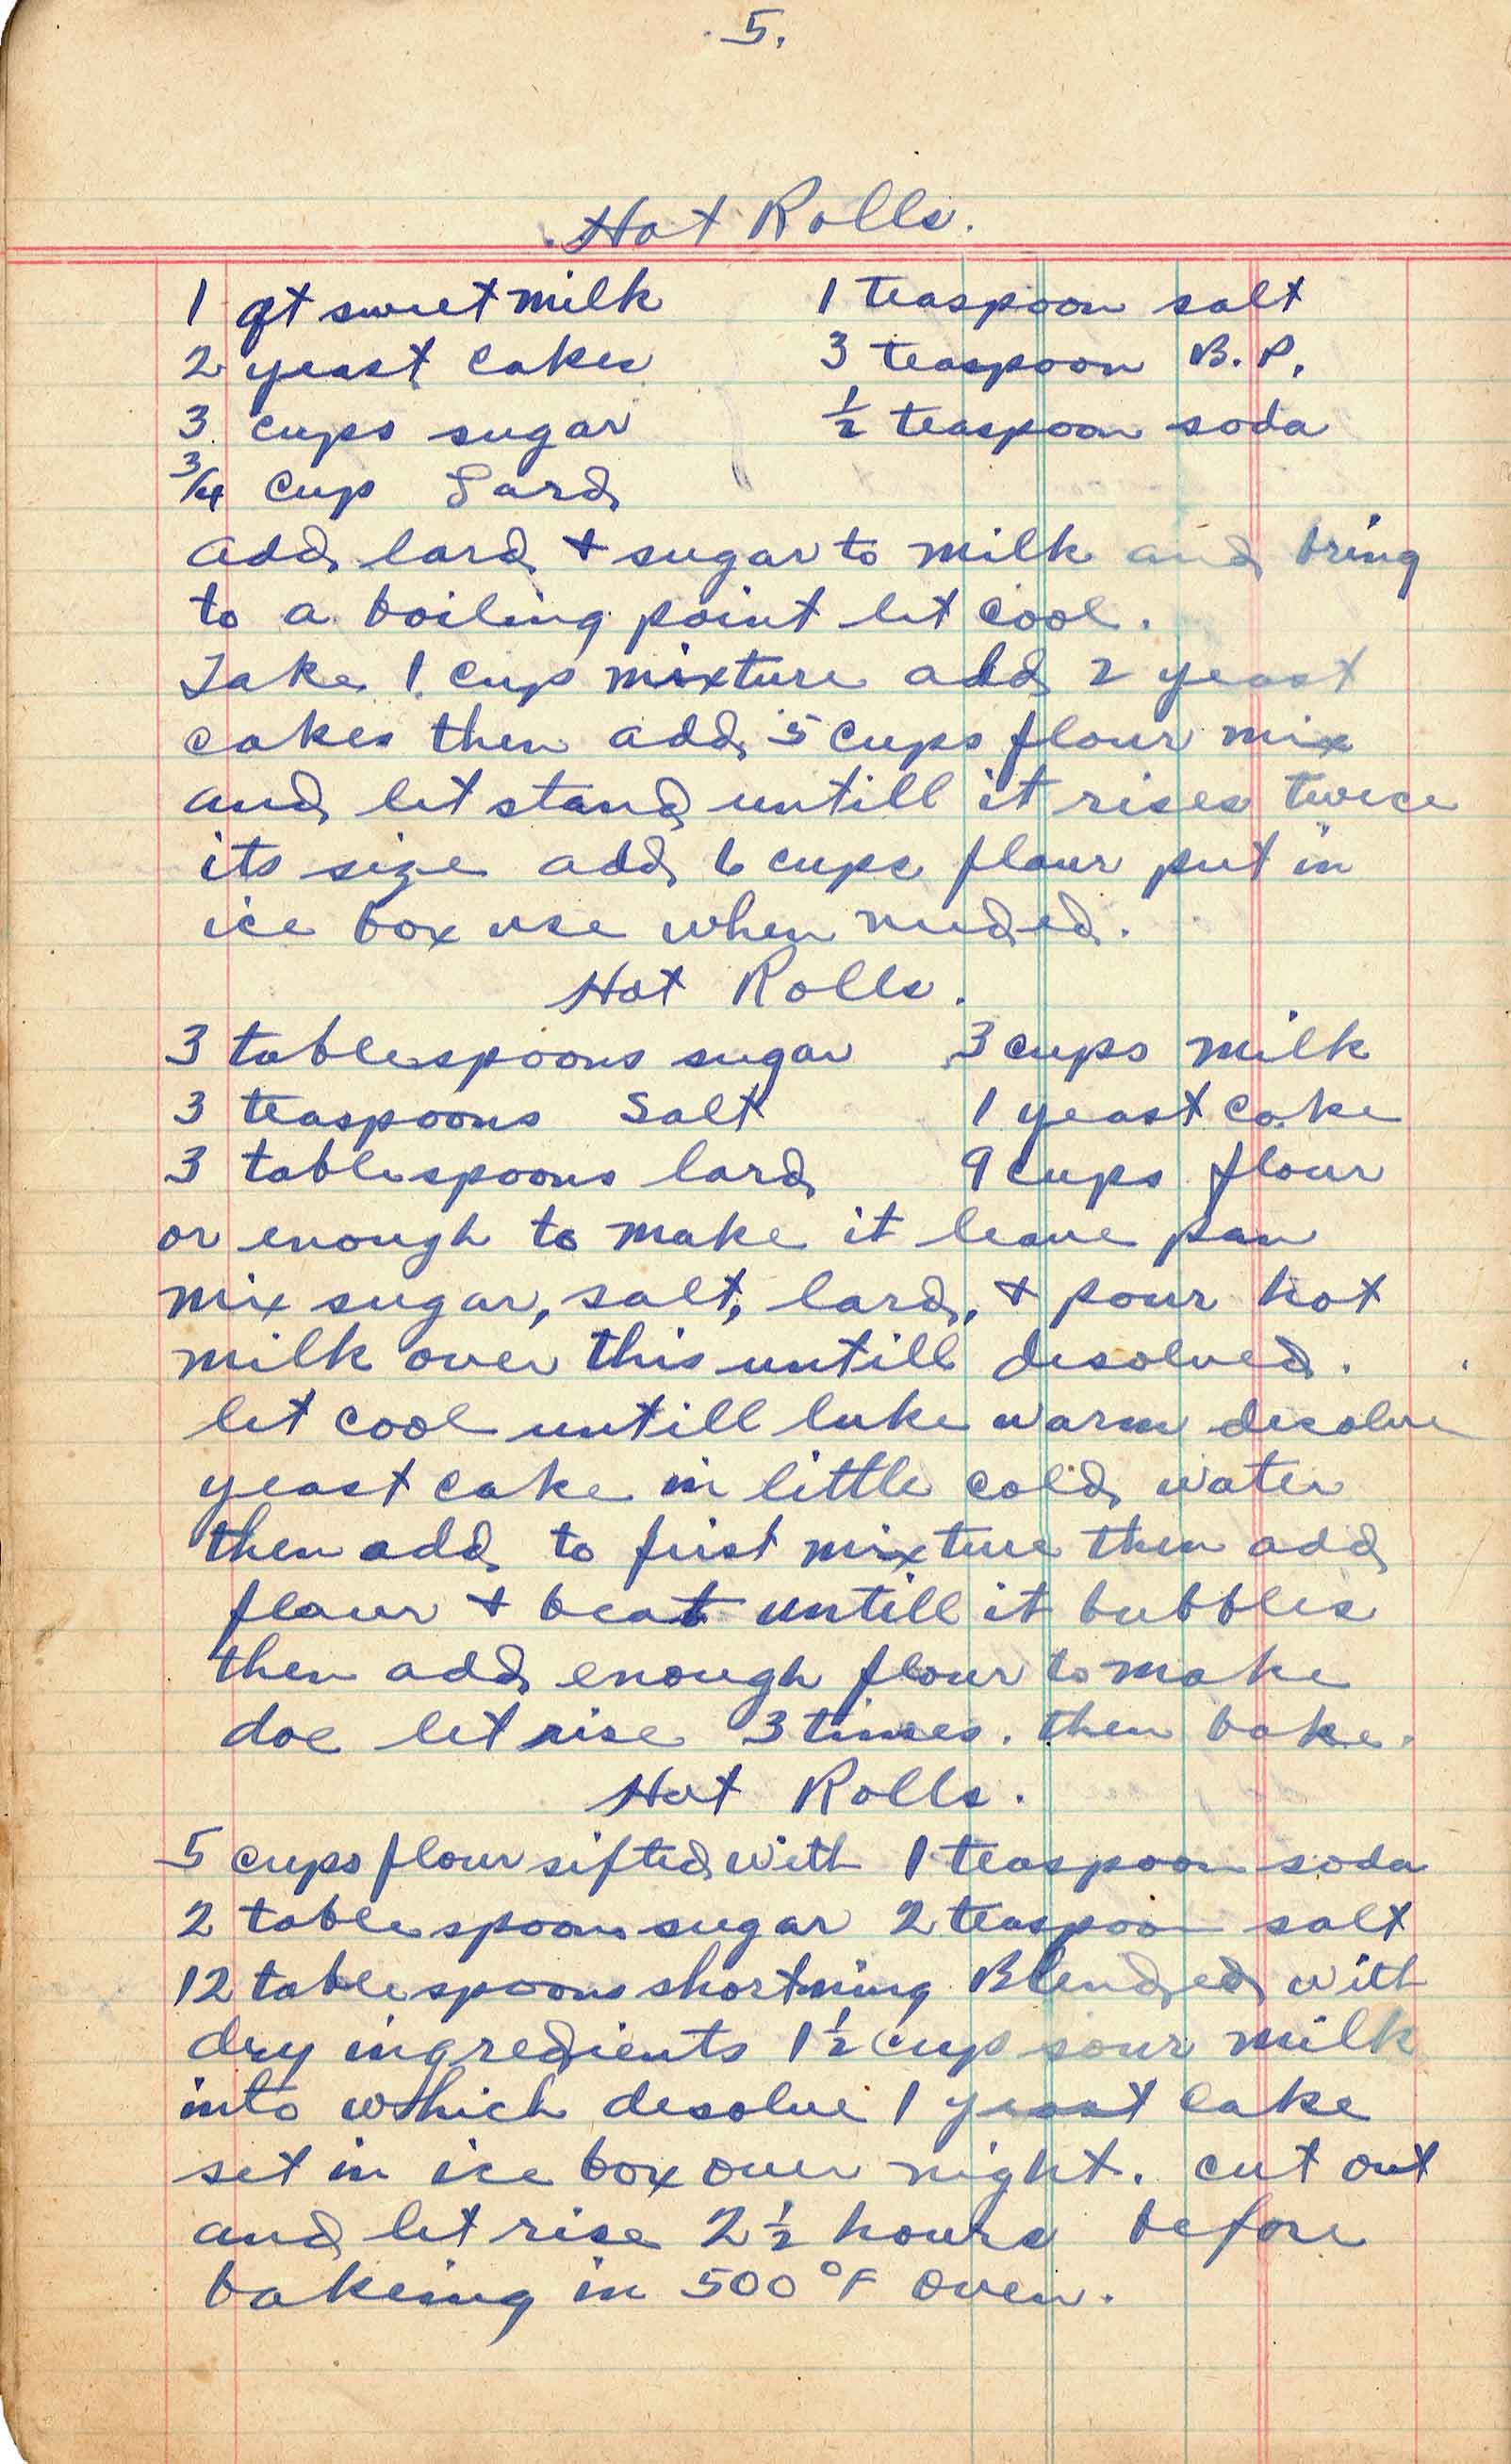 .5.
Hot Rolls.
1 qt sweet milk 1 teaspoon salt
2 yeast cakes 3 teaspoon B.P.
3 cups sugar 1/2 teaspoon soda
3/4 cup Lard
add lard + sugar to milk and bring
to a boiling point let cool.
Take 1 cup mixture add 2 yeast
cakes then add 5 cups flour mix
and let stand untill it rises twice
its size add 6 cups flour put in
ice box use when needed.
Hot Rolls.
3 tablespoons sugar 3 cups milk
3 teaspoons salt 1 yeast cake
3 tablespoons lard 9 cups flour
or enough to make it leave pan
mix sugar, salt, lard, + pour hot
milk over this untill desolved.
let cool untill luke warm desolve
yeast cake in little cold water
then add to first mixture then add
flour + beat untill it bubbles
then add enough flour to make
doe let rise 3 times. then bake.
Hot Rolls.
5 cups flour sifted with 1 teaspoon soda
2 tablespoons sugar 2 teaspoon salt
12 tablespoons shortning Blended with
dry ingredients 1 1/2 cup sour milk
into which desolve 1 yeast cake
set in ice box over night. cut out
and let rise 2 1/2 hours before
bakeing in 500°F oven.